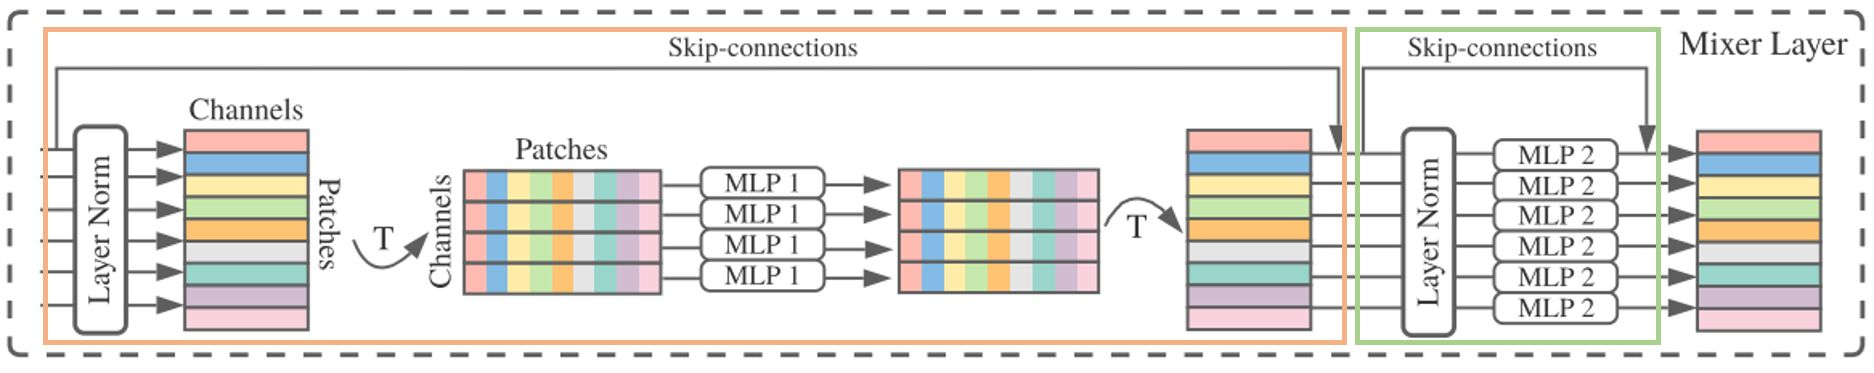 Skip-connections
Skip-connections
Mixer Layer
Layer Norm
Channels
Patches
T
Channels
Patches
MLP 1
MLP 1
MLP 1
MLP 1
T
Layer Norm
MLP 2
MLP 2
MLP 2
MLP 2
MLP 2
MLP 2